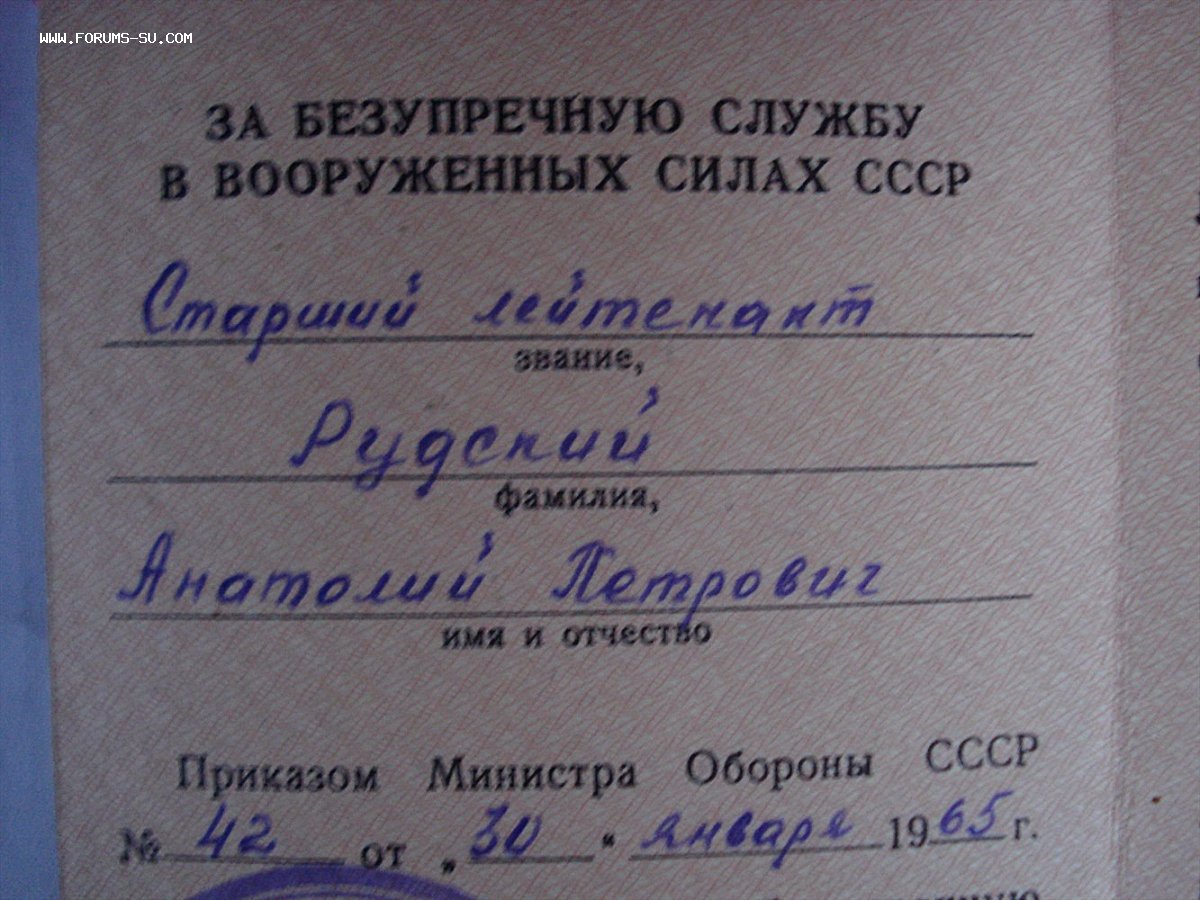 WWW.FORUMS-SU.COM
ЗА БЕЗУПРЕЧНУЮ СЛУЖБУ
В ВООРУЖЕННЫХ СИЛАХ СССР
Старший лейтенант
звание,
Рудский
фамилия,
Анатолий Петрович
имя и отчество
Приказом Министра Обороны СССР
№ 42 от „30" января 1965 г.